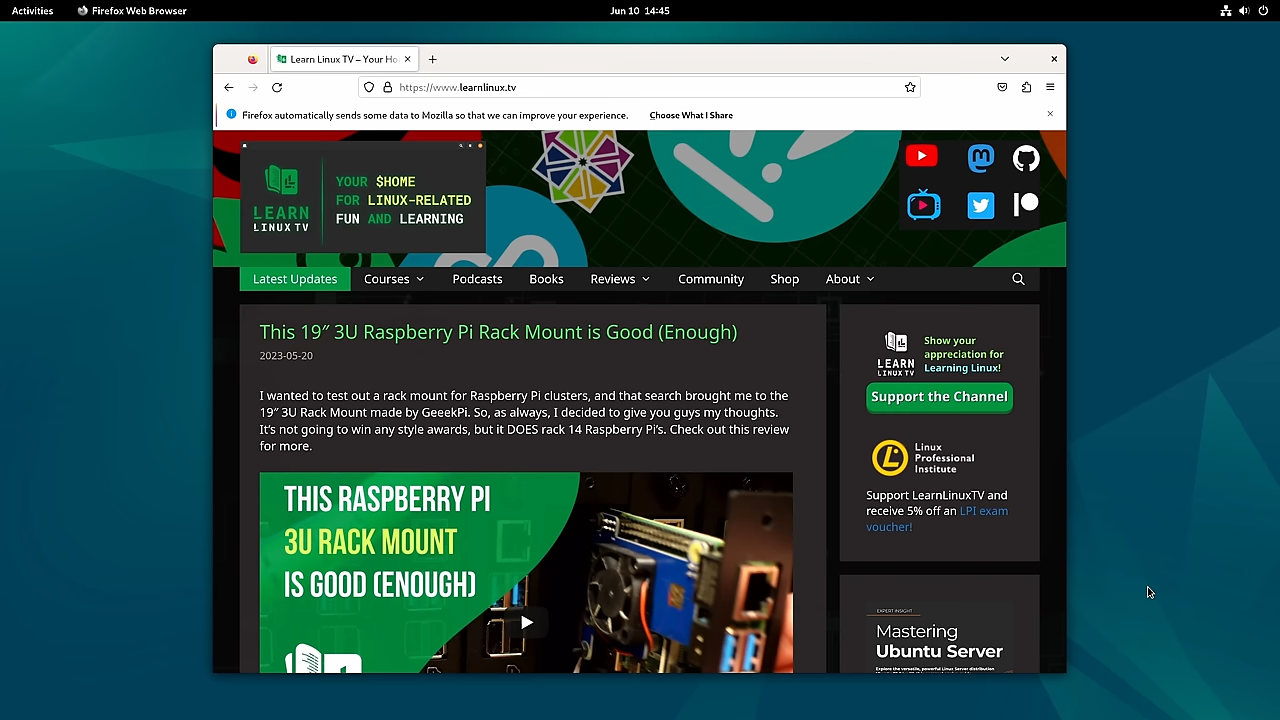 Activities
Firefox Web Browser
Jun 10 14:45
Learn Linux TV – Your Ho
https://www.learnlinux.tv
Firefox automatically sends some data to Mozilla so that we can improve your experience.
Choose What I Share
LEARN
LINUX TV
YOUR $HOME
FOR LINUX-RELATED
FUN AND LEARNING
Latest Updates
Courses
Podcasts
Books
Reviews
Community
Shop
About
This 19″ 3U Raspberry Pi Rack Mount is Good (Enough)
2023-05-20
I wanted to test out a rack mount for Raspberry Pi clusters, and that search brought me to the
19″ 3U Rack Mount made by GeeekPi. So, as always, I decided to give you guys my thoughts.
It’s not going to win any style awards, but it DOES rack 14 Raspberry Pi’s. Check out this review
for more.
THIS RASPBERRY PI
3U RACK MOUNT
IS GOOD (ENOUGH)
LEARN
LINUX TV
Show your
appreciation for
Learning Linux!
Support the Channel
Linux
Professional
Institute
Support LearnLinuxTV and
receive 5% off an LPI exam
voucher!
EXPERT INSIGHT
Mastering
Ubuntu Server
Explore the versatile, powerful Linux Server distribution